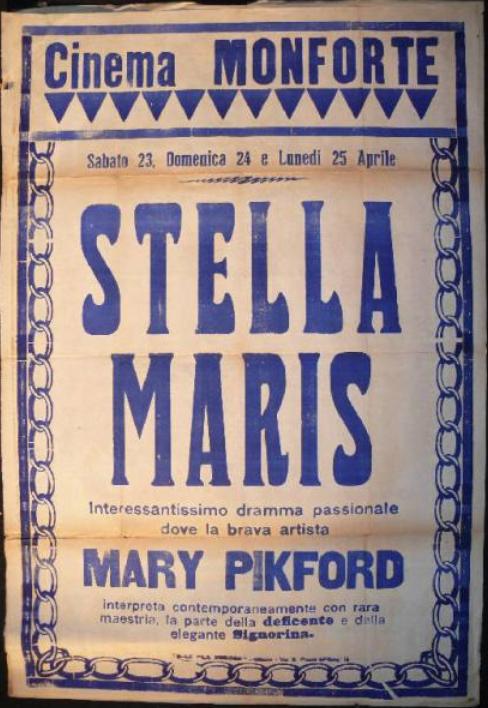 Cinema MONFORTE
Sabato 23, Domenica 24 e Lunedì 25 Aprile
STELLA
MARIS
Interessantissimo dramma passionale
dove la brava artista
MARY PIKFORD
interpreta contemporaneamente con rara
maestria, la parte della deficente e della
elegante Signorina.